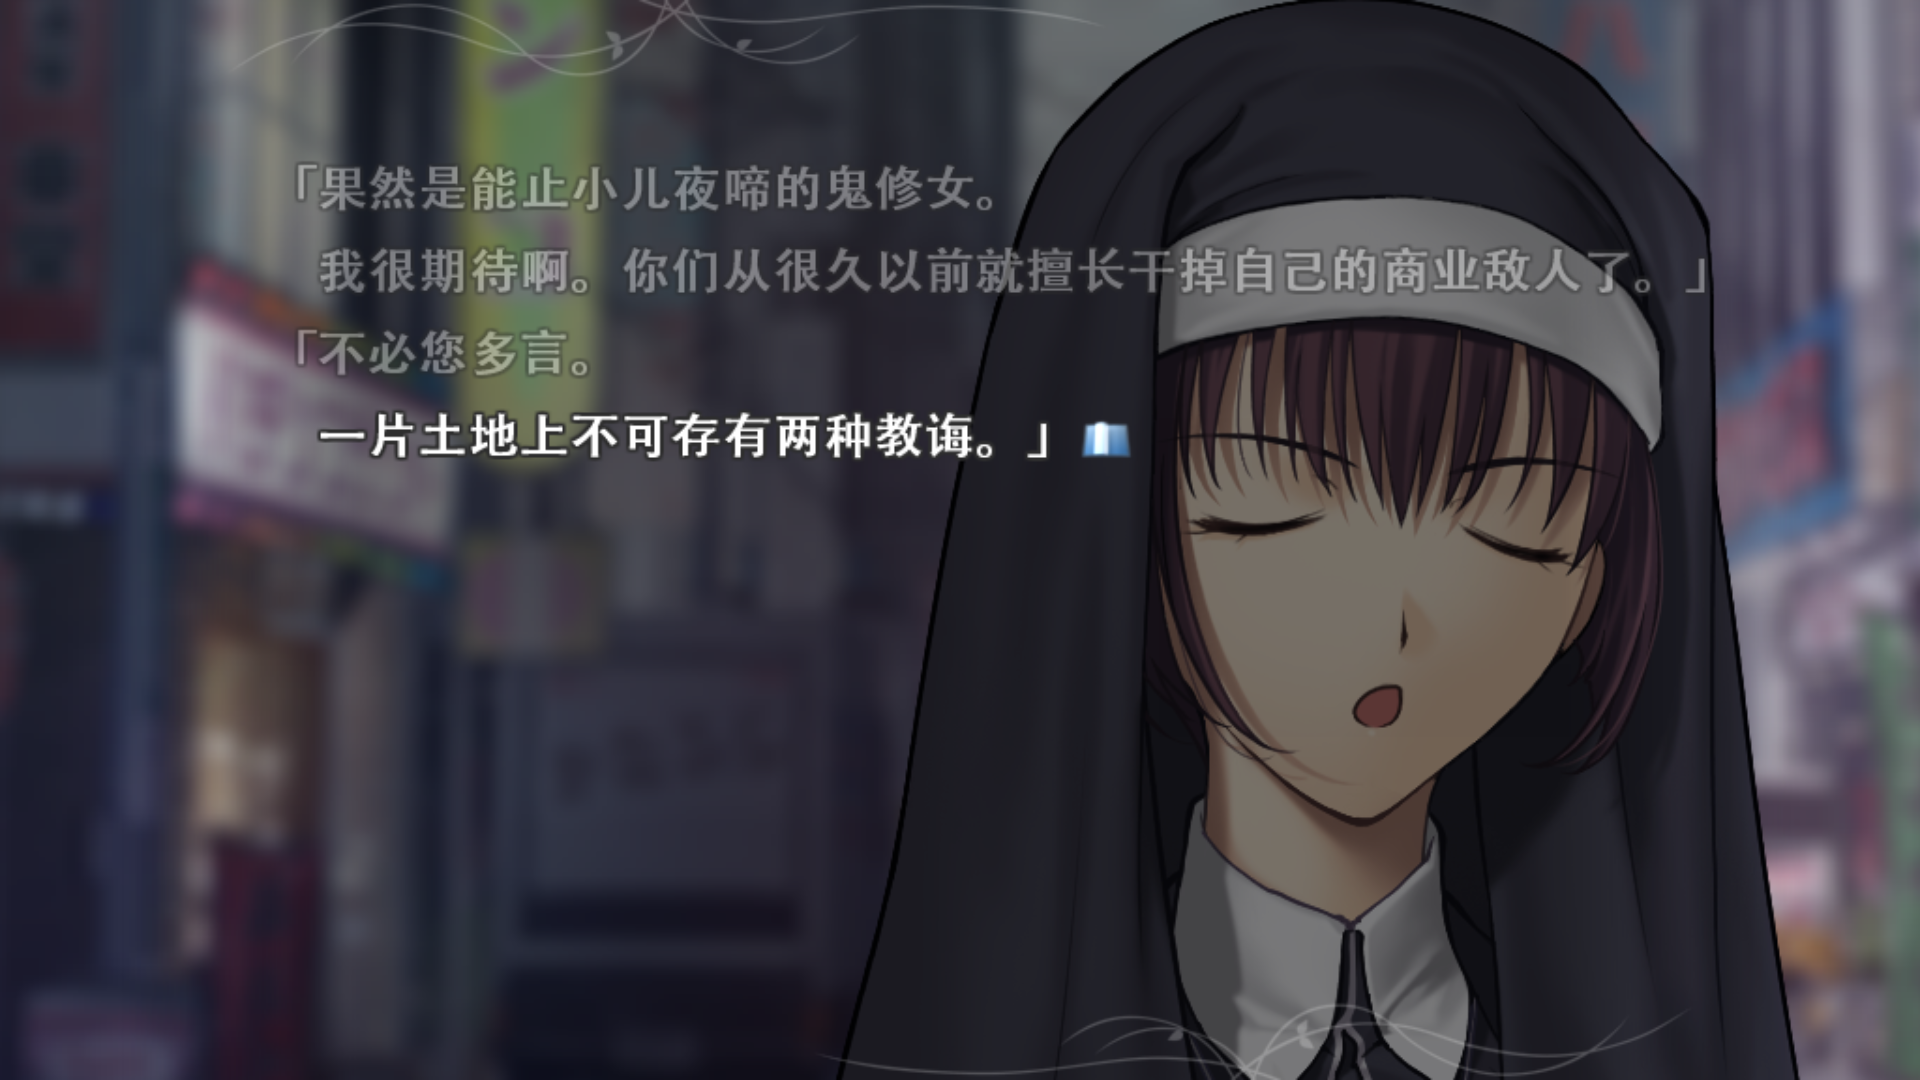 「果然是能止小儿夜啼的鬼修女。
我很期待啊。你们从很久以前就擅长干掉自己的商业敌人了。」
「不必您多言。
一片土地上不可存有两种教诲。」